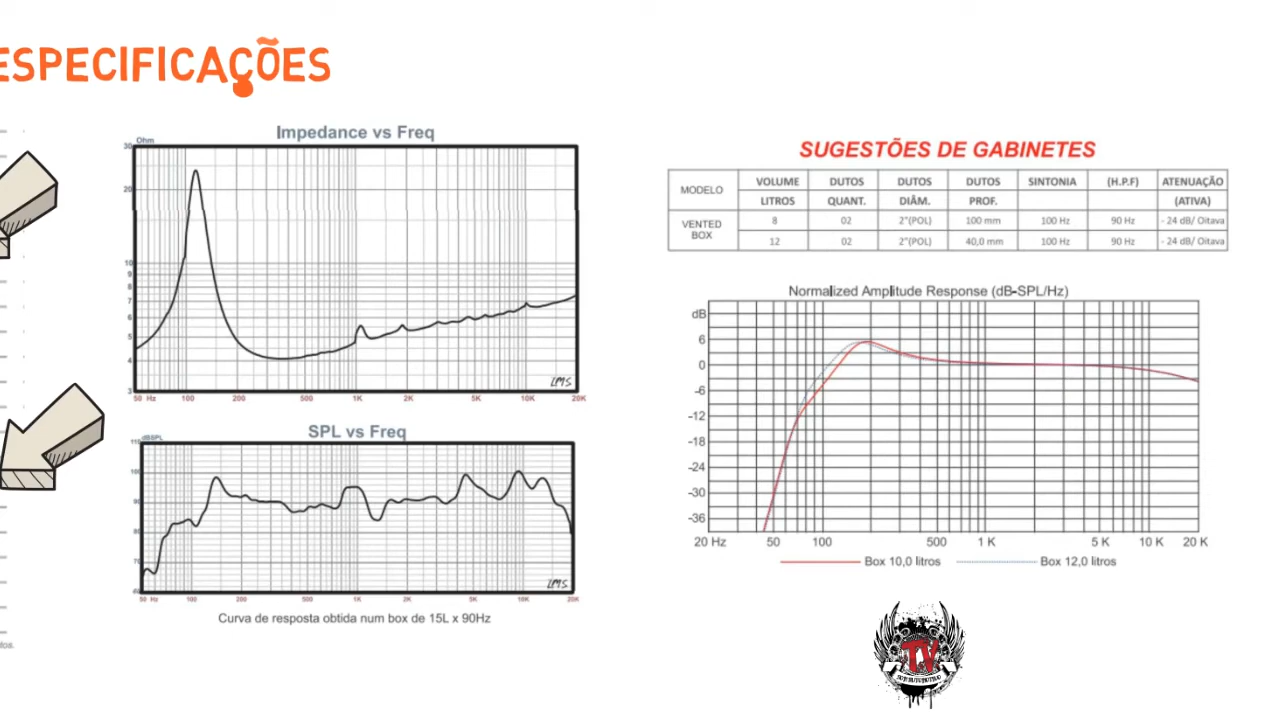 ESPECIFICAÇÕES
Impedance vs Freq
Ohm
30
20
10
9
8
7
6
5
4
3
LMS
50 Hz 100 200 500 1K 2K 5K 10K 20K
SPL vs Freq
dBSPL
110
100
90
80
70
60
LMS
50 Hz 100 200 500 1K 2K 5K 10K 20K
Curva de resposta obtida num box de 15L x 90Hz
SUGESTÕES DE GABINETES
MODELO VOLUME DUTOS DUTOS DUTOS SINTONIA (H.P.F) ATENUAÇÃO
LITROS QUANT. DIÂM. PROF. (ATIVA)
VENTED BOX 8 02 2"(POL) 100 mm 100 Hz 90 Hz - 24 dB/ Oitava
12 02 2"(POL) 40,0 mm 100 Hz 90 Hz - 24 dB/ Oitava
Normalized Amplitude Response (dB-SPL/Hz)
dB
6
0
-6
-12
-18
-24
-30
-36
20 Hz 50 100 500 1 K 5 K 10 K 20 K
Box 10,0 litros Box 12,0 litros
TV
SOM AUTOMOTIVO